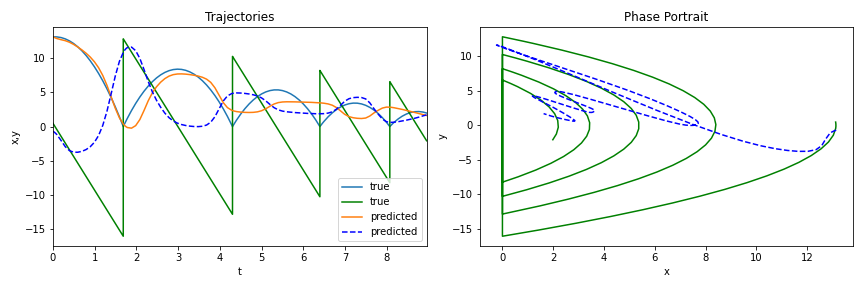 Trajectories
10
5
0
−5
−10
−15
x,y
0 1 2 3 4 5 6 7 8
t
true
true
predicted
predicted
Phase Portrait
10
5
0
−5
−10
−15
y
0 2 4 6 8 10 12
x